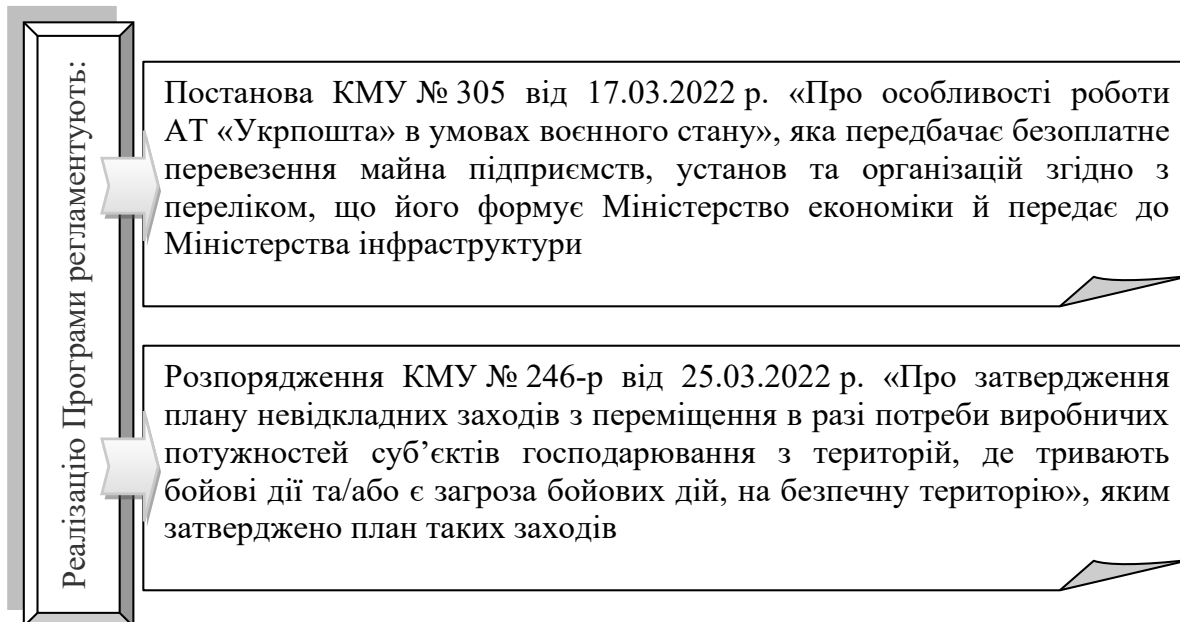 Реалізацію Програми регламентують:
Постанова КМУ № 305 від 17.03.2022 р. «Про особливості роботи
АТ «Укрпошта» в умовах воєнного стану», яка передбачає безоплатне
перевезення майна підприємств, установ та організацій згідно з
переліком, що його формує Міністерство економіки й передає до
Міністерства інфраструктури
Розпорядження КМУ № 246-р від 25.03.2022 р. «Про затвердження
плану невідкладних заходів з переміщення в разі потреби виробничих
потужностей суб’єктів господарювання з територій, де тривають
бойові дії та/або є загроза бойових дій, на безпечну територію», яким
затверджено план таких заходів